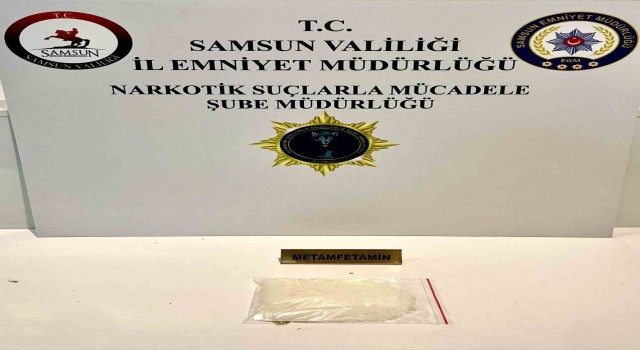 T.C.
SAMSUN VALİLİĞİ
İL EMNİYET MÜDÜRLÜĞÜ
NARKOTİK SUÇLARLA MÜCADELE
ŞUBE MÜDÜRLÜĞÜ
T.C.
SAMSUN
SAMSUN VALİLİĞİ
SAMSUN EMNİYET MÜDÜRLÜĞÜ
EGM
METAMFETAMİN